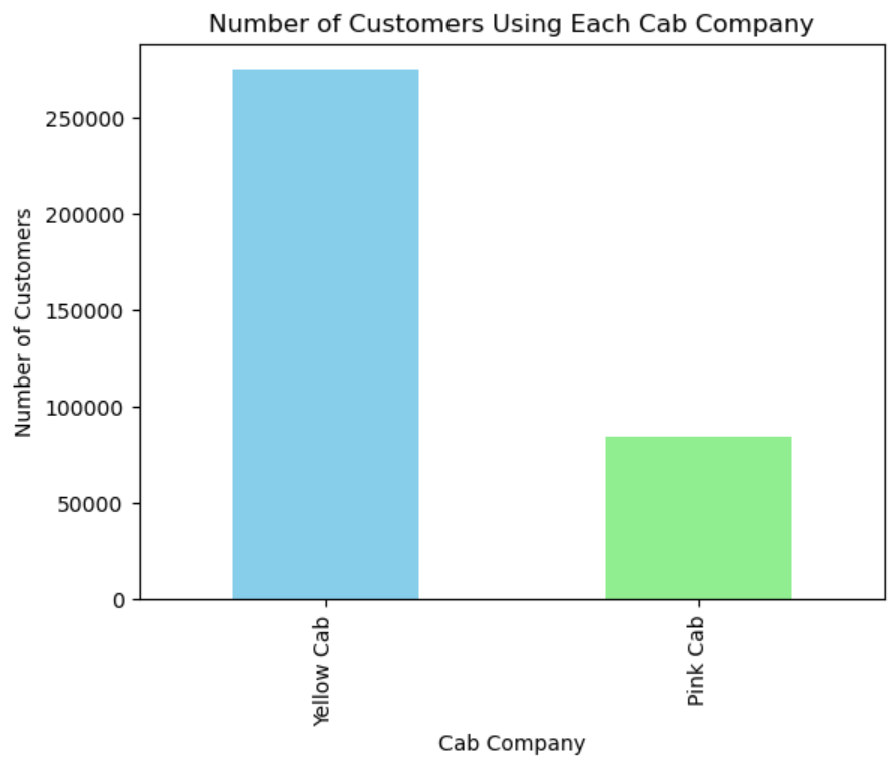 Number of Customers Using Each Cab Company
Number of Customers
250000
200000
150000
100000
50000
0
Yellow Cab
Pink Cab
Cab Company